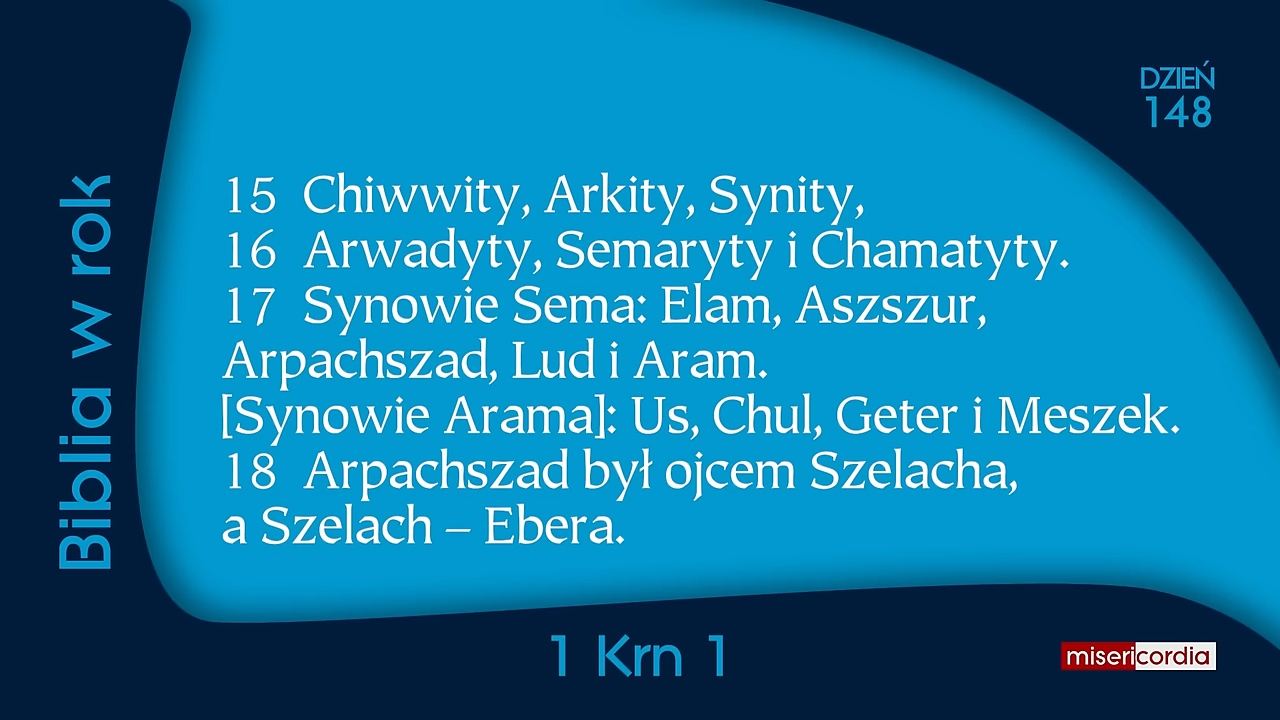 DZIEŃ
148
Biblia w rok
15 Chiwwity, Arkity, Synity,
16 Arwadyty, Semaryty i Chamatyty.
17 Synowie Sema: Elam, Aszszur,
Arpachszad, Lud i Aram.
[Synowie Arama]: Us, Chul, Geter i Meszek.
18 Arpachszad był ojcem Szelacha,
a Szelach – Ebera.
1 Krn 1
misericordia